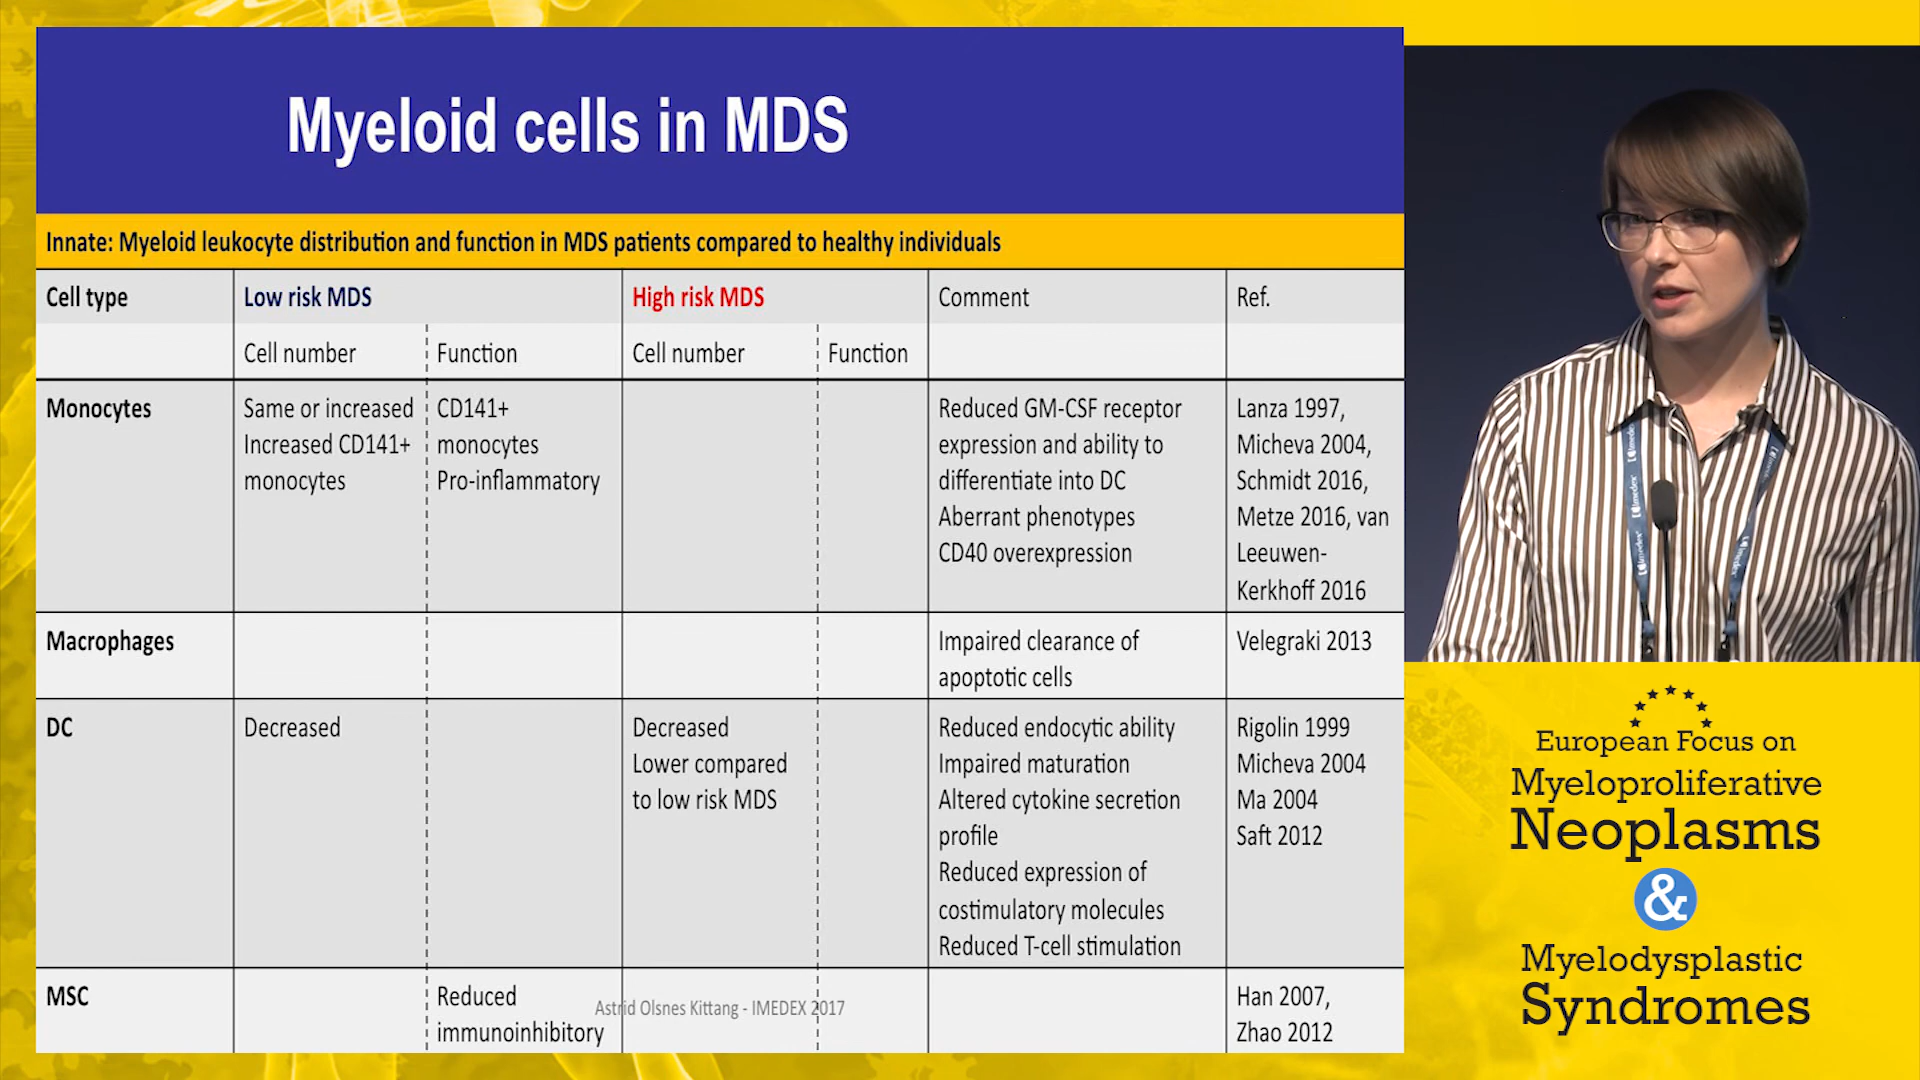 Myeloid cells in MDS
Innate: Myeloid leukocyte distribution and function in MDS patients compared to healthy individuals
Cell type Low risk MDS High risk MDS Comment Ref.
Cell number Function Cell number Function
Monocytes
Same or increased
Increased CD141+
monocytes
CD141+
monocytes
Pro-inflammatory
Reduced GM-CSF receptor
expression and ability to
differentiate into DC
Aberrant phenotypes
CD40 overexpression
Lanza 1997,
Micheva 2004,
Schmidt 2016,
Metze 2016, van
Leeuwen-
Kerkhoff 2016
Macrophages
Impaired clearance of
apoptotic cells
Velegraki 2013
DC
Decreased
Decreased
Lower compared
to low risk MDS
Reduced endocytic ability
Impaired maturation
Altered cytokine secretion
profile
Reduced expression of
costimulatory molecules
Reduced T-cell stimulation
Rigolin 1999
Micheva 2004
Ma 2004
Saft 2012
MSC
Reduced
immunoinhibitory
Han 2007,
Zhao 2012
Astrid Olsnes Kittang - IMEDEX 2017
imedex
imedex
imedex
European Focus on
Myeloproliferative
Neoplasms
&
Myelodysplastic
Syndromes